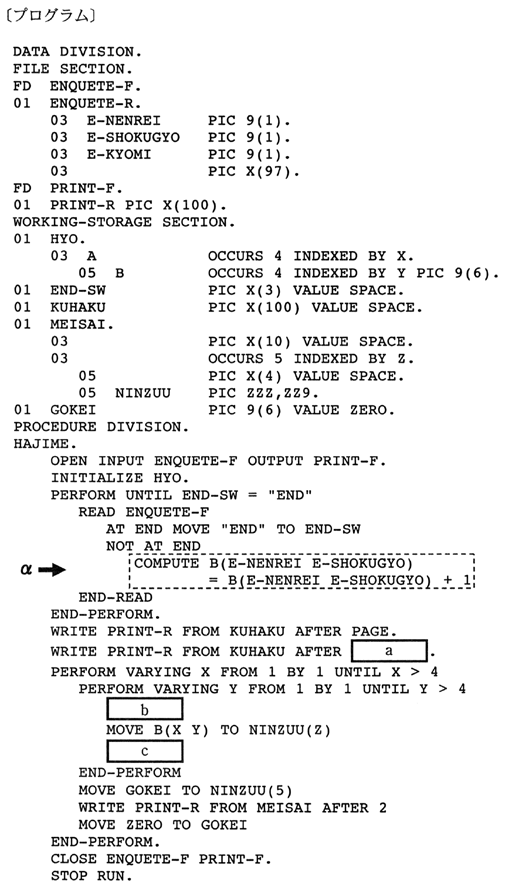 〔プログラム〕
DATA DIVISION.
FILE SECTION.
FD  ENQUETE-F.
01  ENQUETE-R.
    03  E-NENREI     PIC 9(1).
    03  E-SHOKUGYO   PIC 9(1).
    03  E-KYOMI      PIC 9(1).
    03               PIC X(97).
FD  PRINT-F.
01  PRINT-R PIC X(100).
WORKING-STORAGE SECTION.
01  HYO.
    03  A            OCCURS 4 INDEXED BY X.
        05  B        OCCURS 4 INDEXED BY Y PIC 9(6).
01  END-SW           PIC X(3) VALUE SPACE.
01  KUHAKU           PIC X(100) VALUE SPACE.
01  MEISAI.
    03               PIC X(10) VALUE SPACE.
    03               OCCURS 5 INDEXED BY Z.
        05           PIC X(4) VALUE SPACE.
        05  NINZUU   PIC ZZZ,ZZ9.
01  GOKEI            PIC 9(6) VALUE ZERO.
PROCEDURE DIVISION.
HAJIME.
    OPEN INPUT ENQUETE-F OUTPUT PRINT-F.
    INITIALIZE HYO.
    PERFORM UNTIL END-SW = "END"
        READ ENQUETE-F
            AT END MOVE "END" TO END-SW
            NOT AT END
α →             COMPUTE B(E-NENREI E-SHOKUGYO)
                    = B(E-NENREI E-SHOKUGYO) + 1
        END-READ
    END-PERFORM.
    WRITE PRINT-R FROM KUHAKU AFTER PAGE.
    WRITE PRINT-R FROM KUHAKU AFTER a .
    PERFORM VARYING X FROM 1 BY 1 UNTIL X > 4
        PERFORM VARYING Y FROM 1 BY 1 UNTIL Y > 4
            b
            MOVE B(X Y) TO NINZUU(Z)
            c
        END-PERFORM
        MOVE GOKEI TO NINZUU(5)
        WRITE PRINT-R FROM MEISAI AFTER 2
        MOVE ZERO TO GOKEI
    END-PERFORM.
    CLOSE ENQUETE-F PRINT-F.
    STOP RUN.